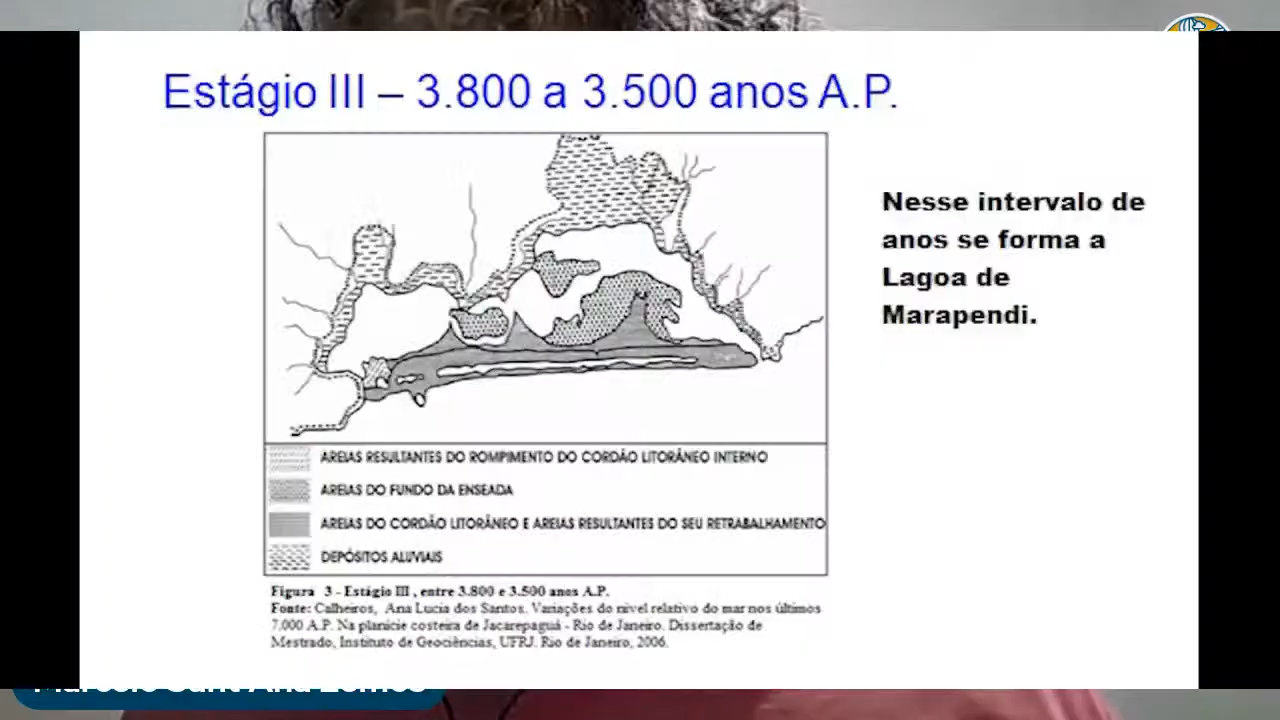 Estágio III – 3.800 a 3.500 anos A.P.
Nesse intervalo de
anos se forma a
Lagoa de
Marapendi.
AREIAS RESULTANTES DO ROMPIMENTO DO CORDÃO LITORÂNEO INTERNO
AREIAS DO FUNDO DA ENSEADA
AREIAS DO CORDÃO LITORÂNEO E AREIAS RESULTANTES DO SEU RETRABALHAMENTO
DEPÓSITOS ALUVIAIS
Figura 3 - Estágio III , entre 3.800 e 3.500 anos A.P.
Fonte: Calheiros, Ana Lucia dos Santos. Variações do nível relativo do mar nos últimos
7.000 A.P. Na planície costeira de Jacarepaguá - Rio de Janeiro. Dissertação de
Mestrado, Instituto de Geociências, UFRJ. Rio de Janeiro, 2006.